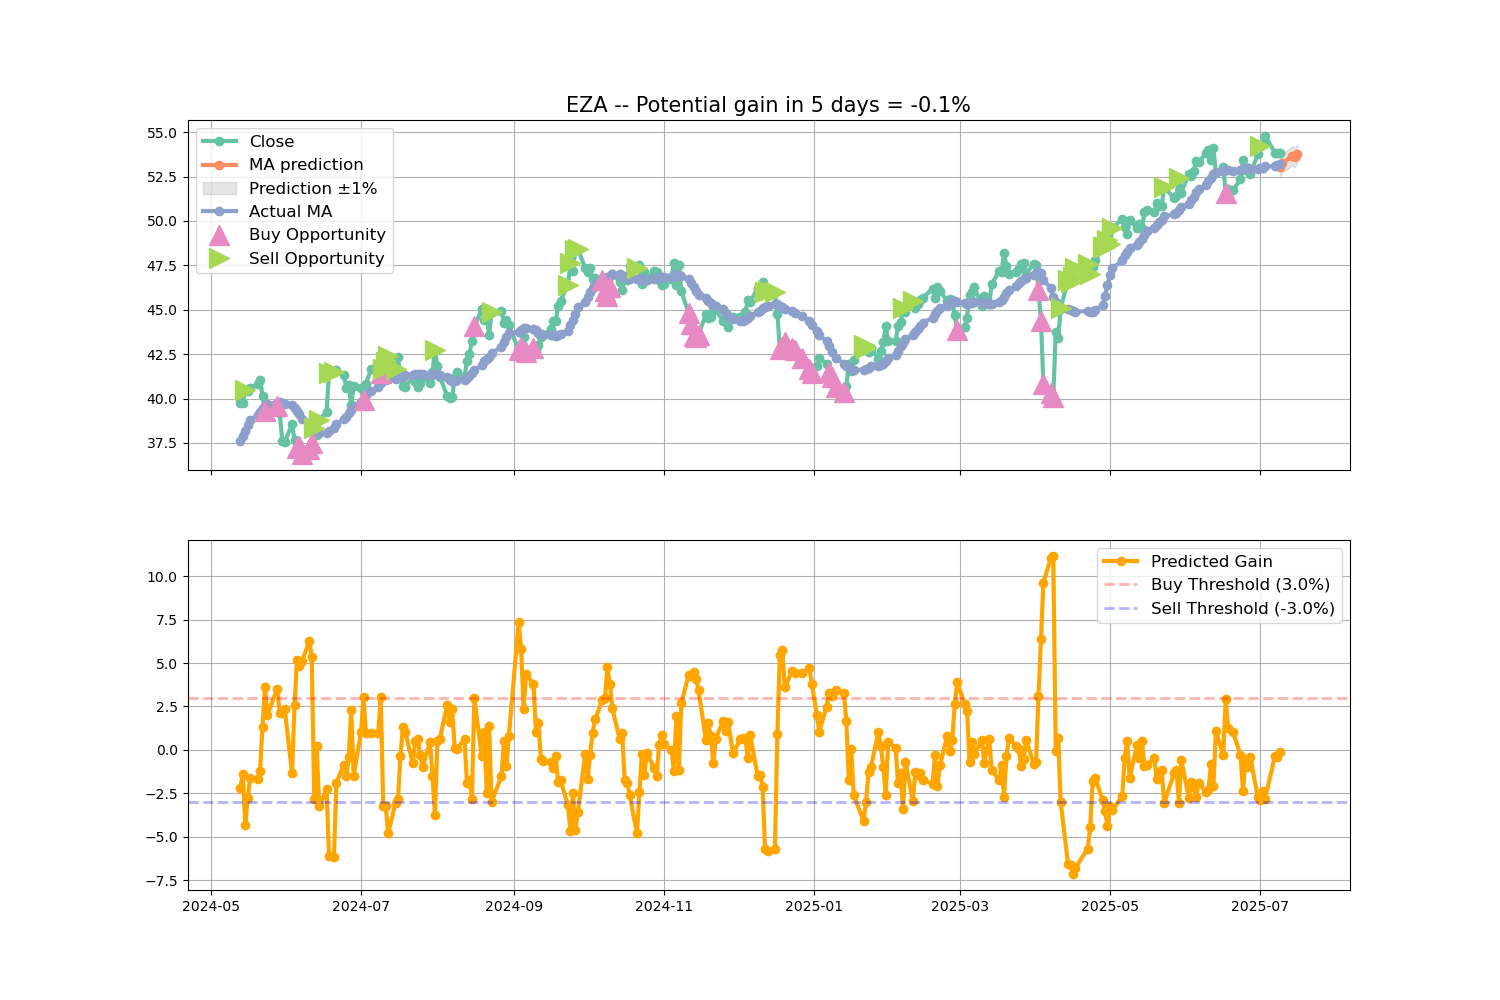 EZA -- Potential gain in 5 days = -0.1%
55.0
52.5
50.0
47.5
45.0
42.5
40.0
37.5
Close
MA prediction
Prediction ±1%
Actual MA
Buy Opportunity
Sell Opportunity
10.0
7.5
5.0
2.5
0.0
−2.5
−5.0
−7.5
Predicted Gain
Buy Threshold (3.0%)
Sell Threshold (-3.0%)
2024-05
2024-07
2024-09
2024-11
2025-01
2025-03
2025-05
2025-07